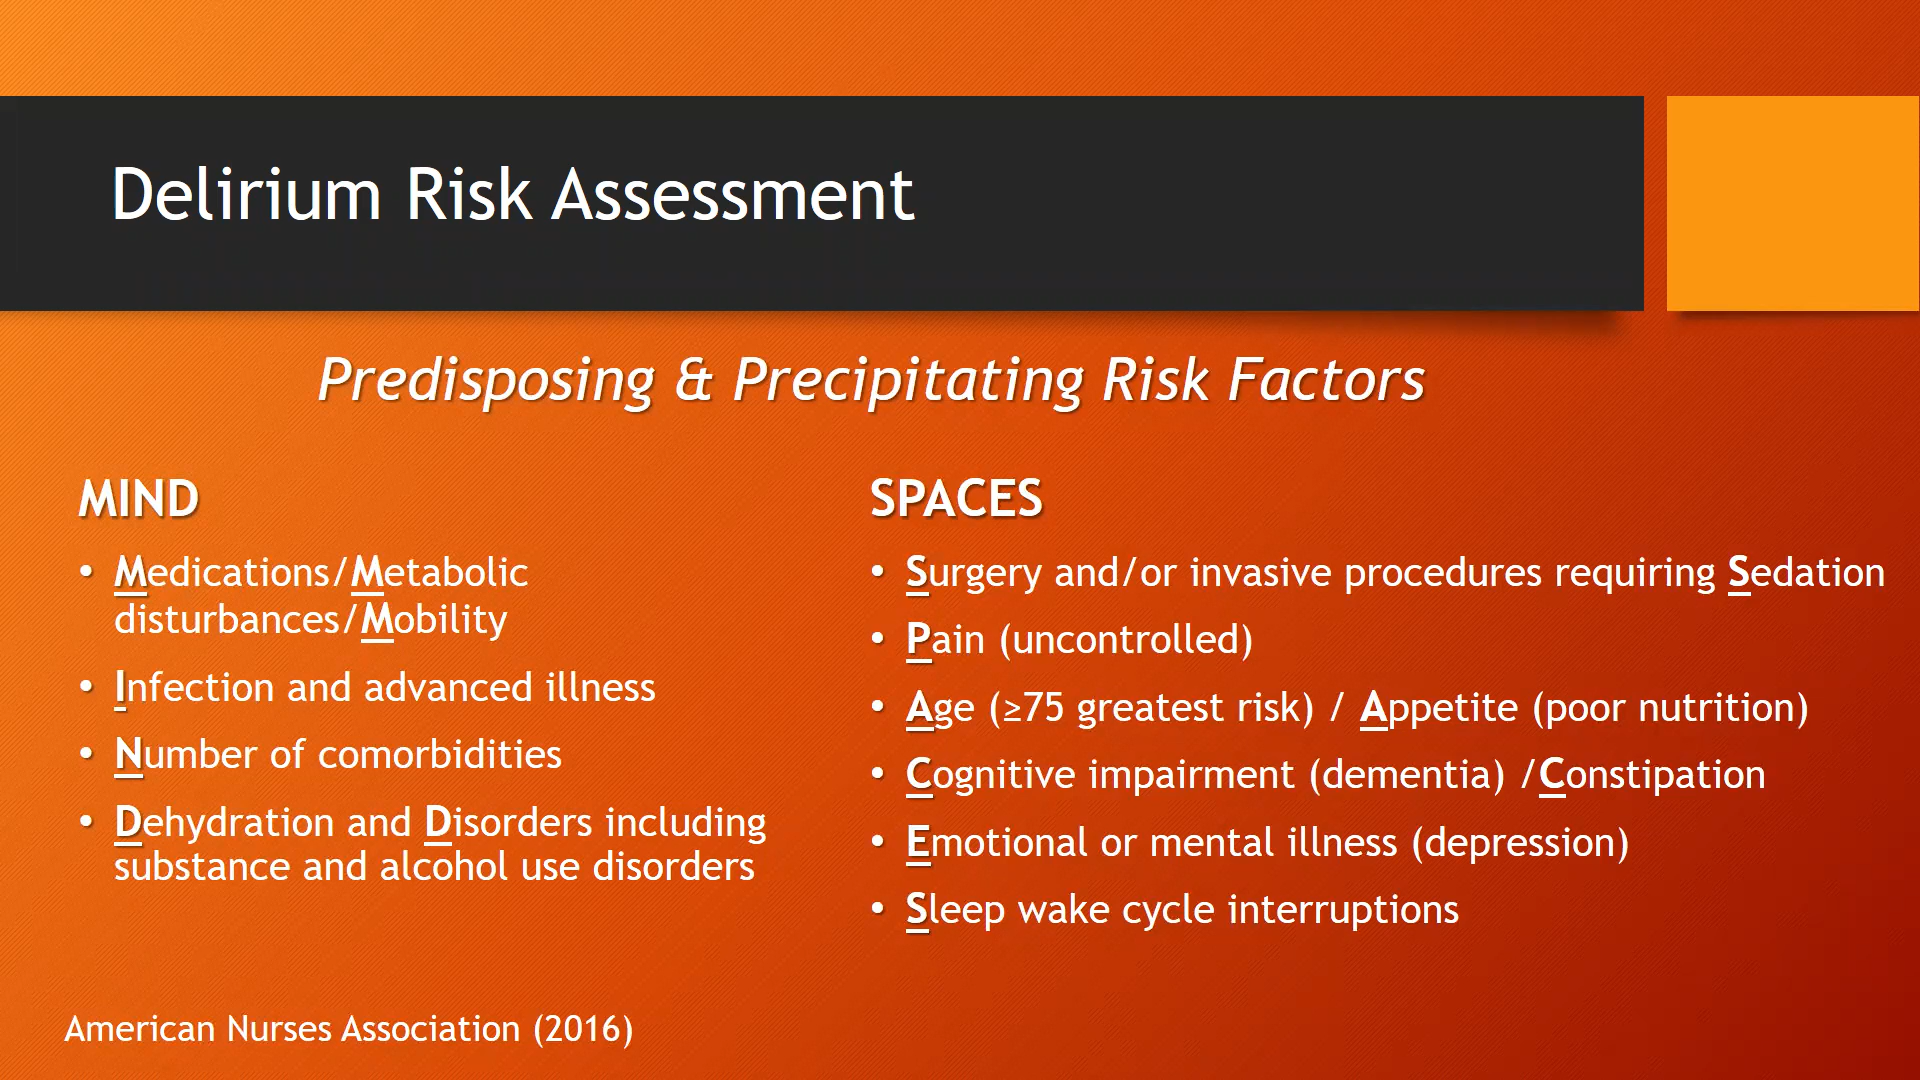 Delirium Risk Assessment
Predisposing & Precipitating Risk Factors
MIND
• Medications/Metabolic
disturbances/Mobility
• Infection and advanced illness
• Number of comorbidities
• Dehydration and Disorders including
substance and alcohol use disorders
SPACES
• Surgery and/or invasive procedures requiring Sedation
• Pain (uncontrolled)
• Age (≥75 greatest risk) / Appetite (poor nutrition)
• Cognitive impairment (dementia) /Constipation
• Emotional or mental illness (depression)
• Sleep wake cycle interruptions
American Nurses Association (2016)